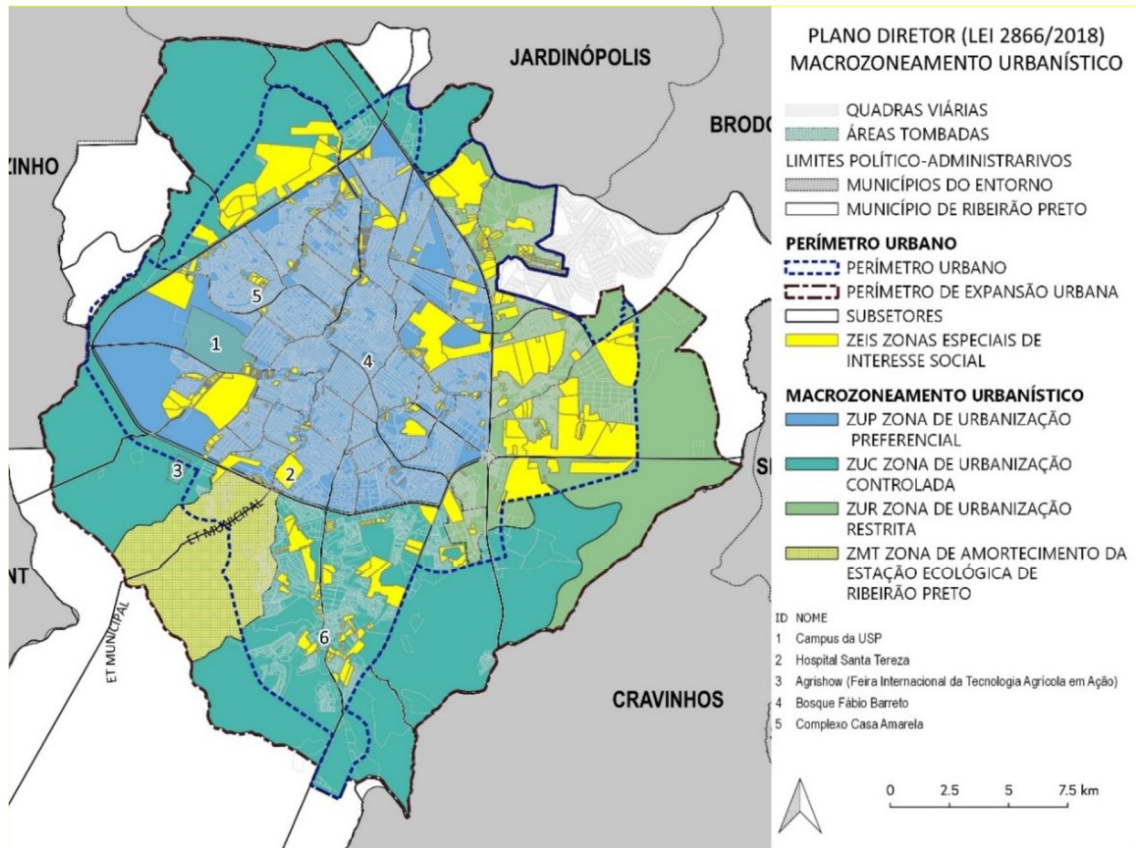 JARDINÓPOLIS
BRODO
ZINHO
5
1
4
3
2
ET MUNICIPAL
SE
NT
ET MUNICIPAL
6
CRAVINHOS
PLANO DIRETOR (LEI 2866/2018)
MACROZONEAMENTO URBANÍSTICO
QUADRAS VIÁRIAS
ÁREAS TOMBADAS
LIMITES POLÍTICO-ADMINISTRARIVOS
MUNICÍPIOS DO ENTORNO
MUNICÍPIO DE RIBEIRÃO PRETO
PERÍMETRO URBANO
PERÍMETRO URBANO
PERÍMETRO DE EXPANSÃO URBANA
SUBSETORES
ZEIS ZONAS ESPECIAIS DE
INTERESSE SOCIAL
MACROZONEAMENTO URBANÍSTICO
ZUP ZONA DE URBANIZAÇÃO
PREFERENCIAL
ZUC ZONA DE URBANIZAÇÃO
CONTROLADA
ZUR ZONA DE URBANIZAÇÃO
RESTRITA
ZMT ZONA DE AMORTECIMENTO DA
ESTAÇÃO ECOLÓGICA DE
RIBEIRÃO PRETO
ID NOME
1 Campus da USP
2 Hospital Santa Tereza
3 Agrishow (Feira Internacional da Tecnologia Agrícola em Ação)
4 Bosque Fábio Barreto
5 Complexo Casa Amarela
0 2.5 5 7.5 km